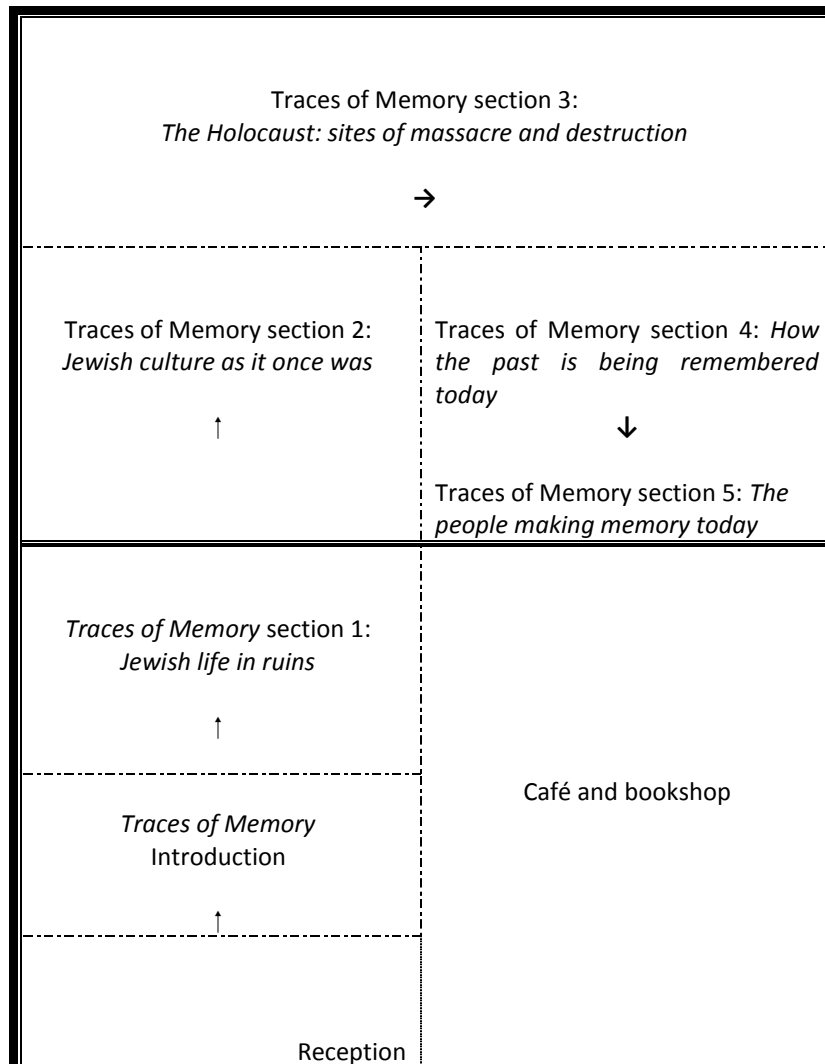 Traces of Memory section 3:
The Holocaust: sites of massacre and destruction
→
Traces of Memory section 2:
Jewish culture as it once was
↑
Traces of Memory section 4: How
the past is being remembered
today
↓
Traces of Memory section 5: The
people making memory today
Traces of Memory section 1:
Jewish life in ruins
↑
Traces of Memory
Introduction
↑
Café and bookshop
Reception